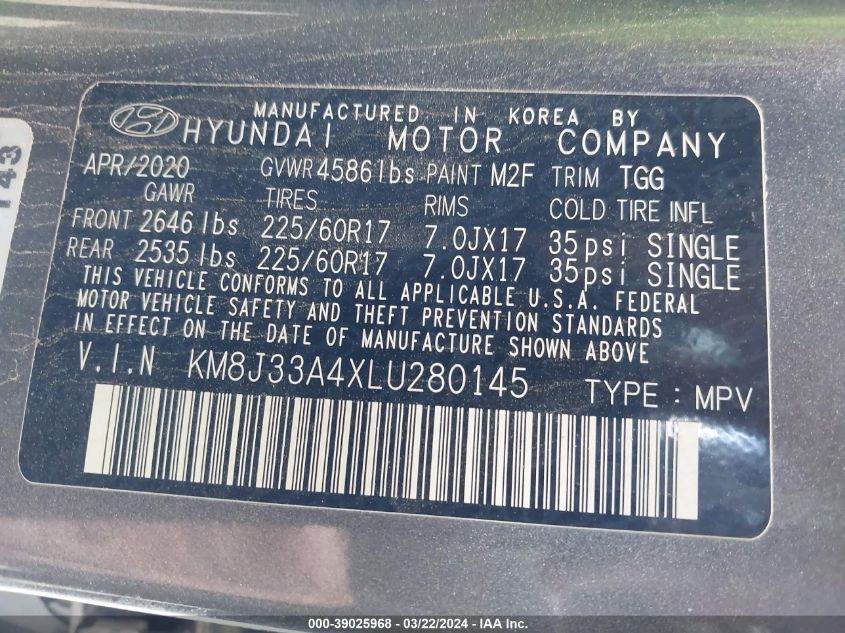 MANUFACTURED IN KOREA BY
HYUNDAI MOTOR COMPANY
APR/2020 GVWR 4586 lbs PAINT M2F TRIM TGG
GAWR TIRES RIMS COLD TIRE INFL
FRONT 2646 lbs 225/60R17 7.0JX17 35psi SINGLE
REAR 2535 lbs 225/60R17 7.0JX17 35psi SINGLE
THIS VEHICLE CONFORMS TO ALL APPLICABLE U.S.A. FEDERAL
MOTOR VEHICLE SAFETY AND THEFT PREVENTION STANDARDS
IN EFFECT ON THE DATE OF MANUFACTURE SHOWN ABOVE
V.I.N KM8J33A4XLU280145 TYPE : MPV
143
000-39025968 - 03/22/2024 - IAA Inc.